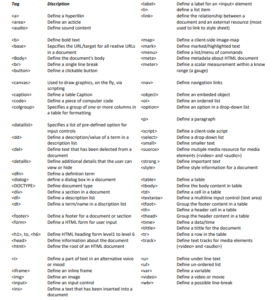 Tag Discription
<a> Define a hyperlink
<area> Define an article
<audio> Define sound content
<b> Define bold text
<base> Sepcifies the URL/target for all relative URLs
in a document
<Body> Define the document's body
<br> Define a single line break
<button> Define a clickable button
<canvas> Used to draw graphics, on the fly, via
scripting
<caption> Define a table Caption
<code> Define a piece of computer code
<colgroup> Specifies a group of one or more columns in
a table for formatting
<datalist> Specifies a list of pre-defined option for
input controls
<dd> Define a description/value of a term in a
description list
<del> Define text that has been deleted from a
document
<details> Define additional details that the user can
view or hide
<dfn> Define a definition term
<dialog> define a dialog box in a document
<!DOCTYPE> Define document type
<div> Define a section in a document
<dl> Define a description list
<dt> Define a term/name in a discription list
<footer> Define a footer for a document or section
<form> Define a HTML form for user input
<h1>, to, <h6> Define HTML heading form level1 to level 6
<head> Define information about the document
<html> Define the root of an HTML document
<i> Define a part of text in an alternative voice
or mood
<iframe> Define an inline frame
<img> Define an image
<input> Define an input control
<ins> Define a text that has been inserted into a
document
<label> Define a label for an <input> element
<li> Define a list item
<link> define the relationship between a
document and an external resource (most
used to link to style sheet)
<map> Define a client-side image-map
<mark> Define marked/highlighted text
<menu> Define a list/menu of commands
<meta> Define metadata about HTML document
<meter> Define a scalar measurement within a known
range (a gauge)
<nav> Define navigation links
<object> Define an embedded object
<ol> Define an ordered list
<option> Define an option in a drop-down list
<p> Define a paragraph
<script> Define a client-side script
<select> Define a drop-down list
<small> Define smaller text
<source> Define multiple media resource for media
elements (<video> and <audio>)
<strong> Define important text
<style> Define style information for a document
<table> Define a table
<tbody> Define the body content in a table
<td> Define a cell in a table
<textarea> Define a multiline input control (text area)
<tfoot> Group the footer content in a table
<th> Define a header cell in a table
<thead> Group the header content in a table
<time> Define a date/time
<title> Define a title for the document
<tr> Define a row in the table
<track> Define text tracks for media elements
(<video> and <audio>)
<u> Define under line text
<ul> Define un-ordered list
<var> Define a variable
<video> Define a video or movie
<wbr> Define a possible line break